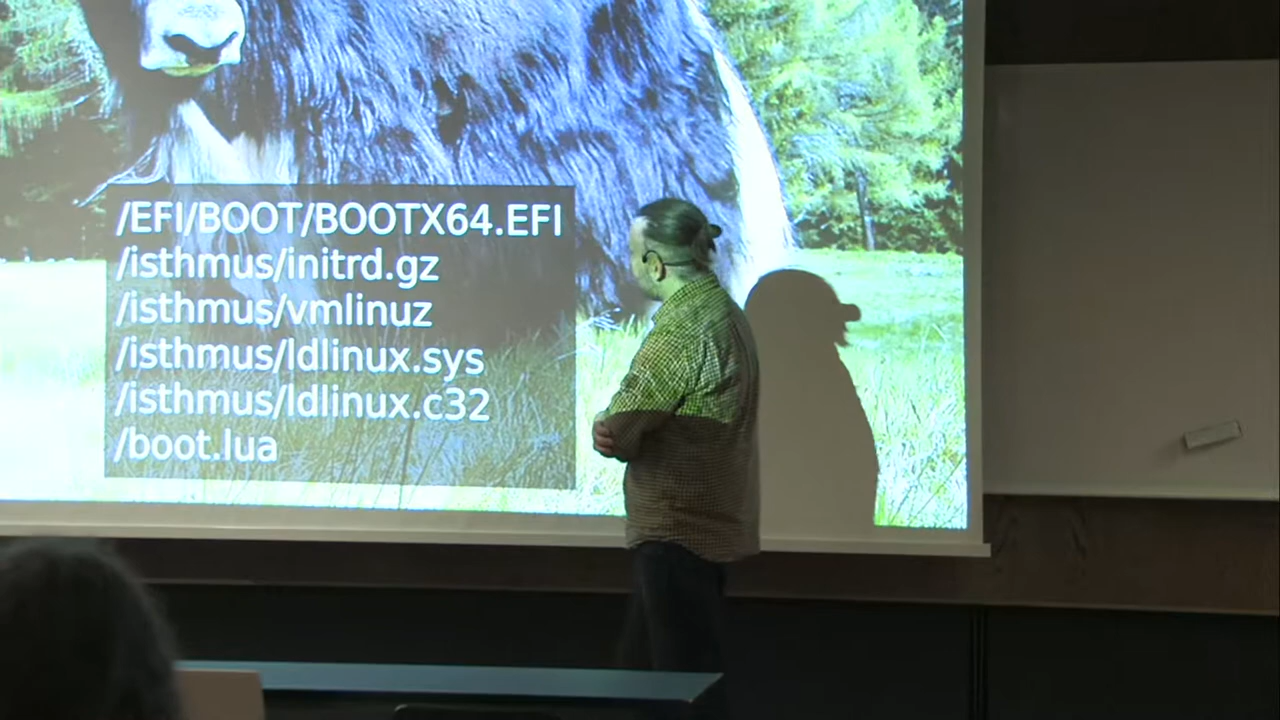 /EFI/BOOT/BOOTX64.EFI
/isthmus/initrd.gz
/isthmus/vmlinuz
/isthmus/ldlinux.sys
/isthmus/ldlinux.c32
/boot.lua